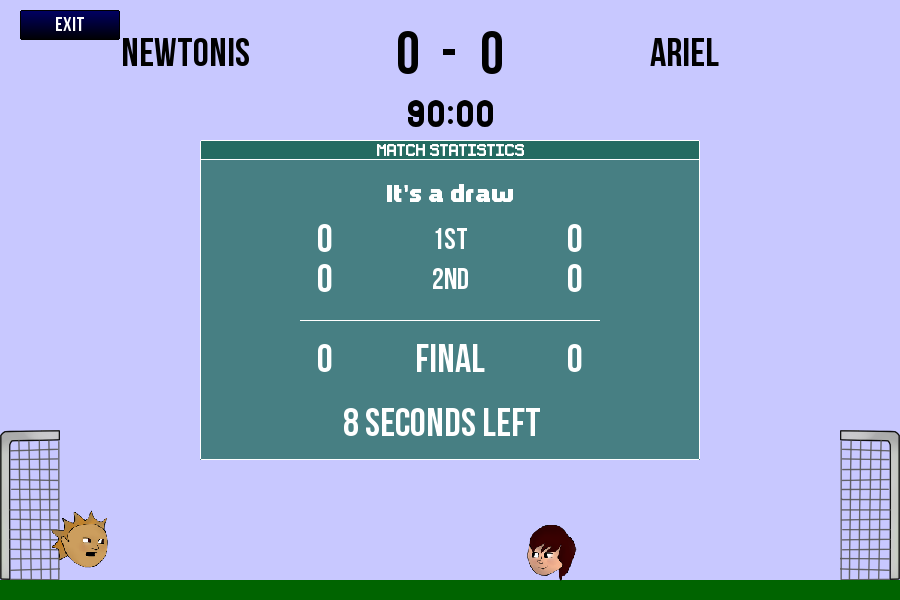 EXIT
NEWTONIS 0 - 0 ARIEL
90:00
MATCH STATISTICS
It's a draw
0 1ST 0
0 2ND 0
0 FINAL 0
8 SECONDS LEFT